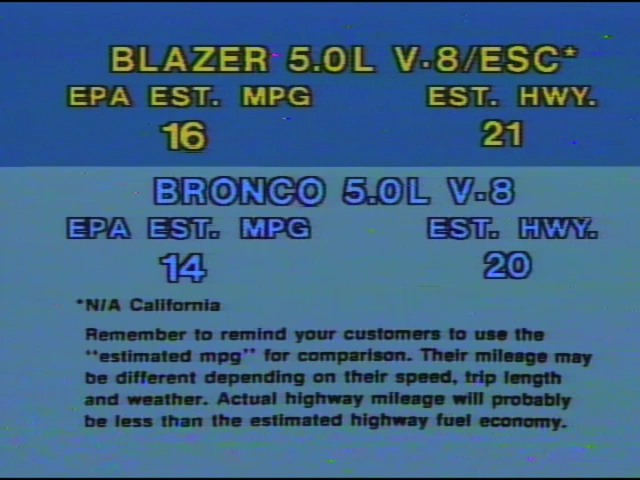 BLAZER 5.0L V-8/ESC*
EPA EST. MPG EST. HWY.
16 21
BRONCO 5.0L V-8
EPA EST. MPG EST. HWY.
14 20
*N/A California
Remember to remind your customers to use the
"estimated mpg" for comparison. Their mileage may
be different depending on their speed, trip length
and weather. Actual highway mileage will probably
be less than the estimated highway fuel economy.